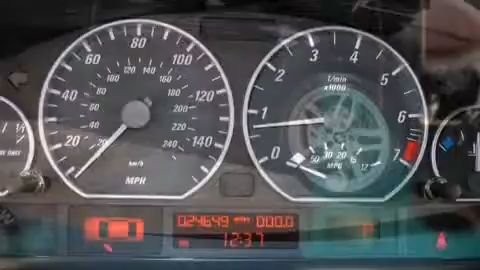 80
60
100
40
120
20
140
20 40 60 80 100 120 140 160 180 200 220 240
km/h
MPH
1/min
x1000
0 1 2 3 4 5 6 7
50 30 20 12
024649 000.0
12:37